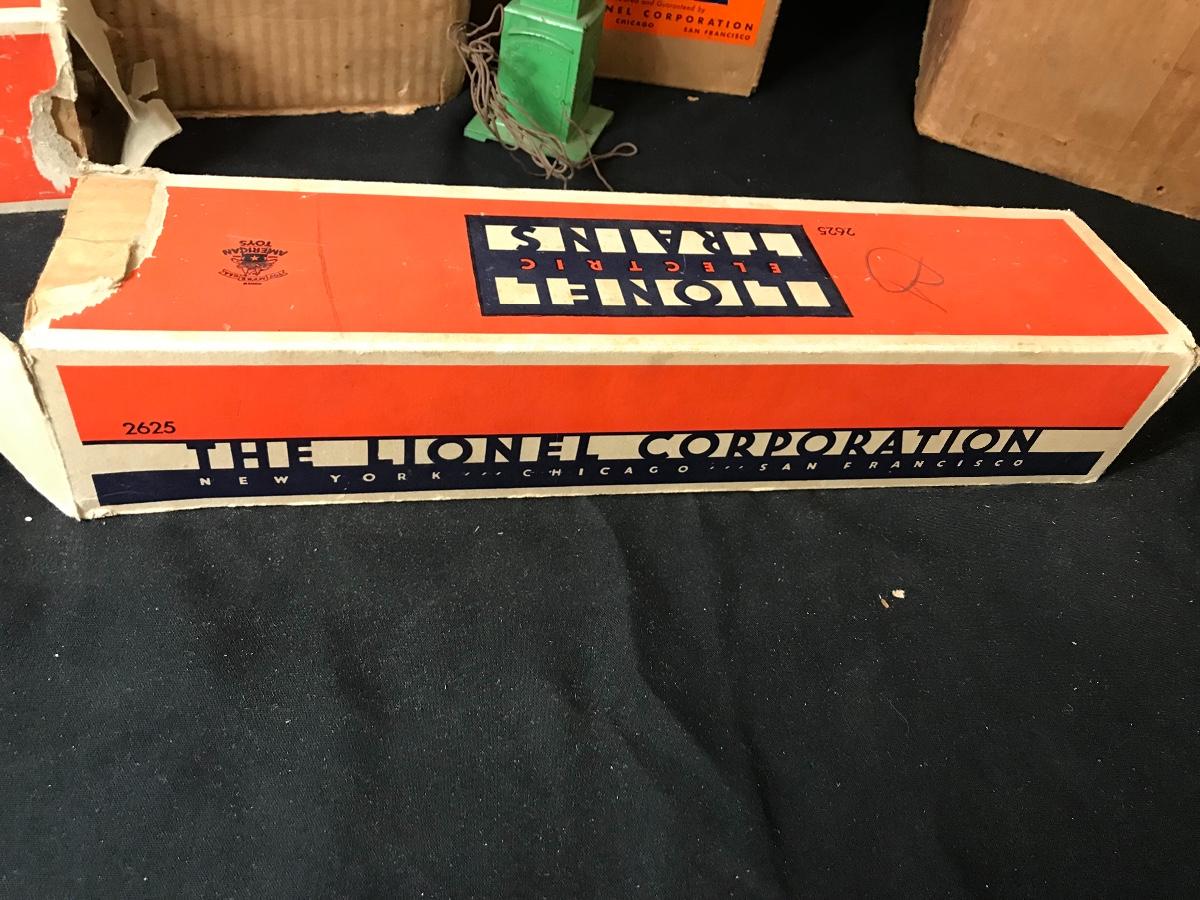 NEL CORPORATION
CHICAGO SAN FRANCISCO
2625
LIONEL
ELECTRIC
TRAINS
AMERICAN
TOYS
2625
THE LIONEL CORPORATION
NEW YORK ··· CHICAGO ··· SAN FRANCISCO